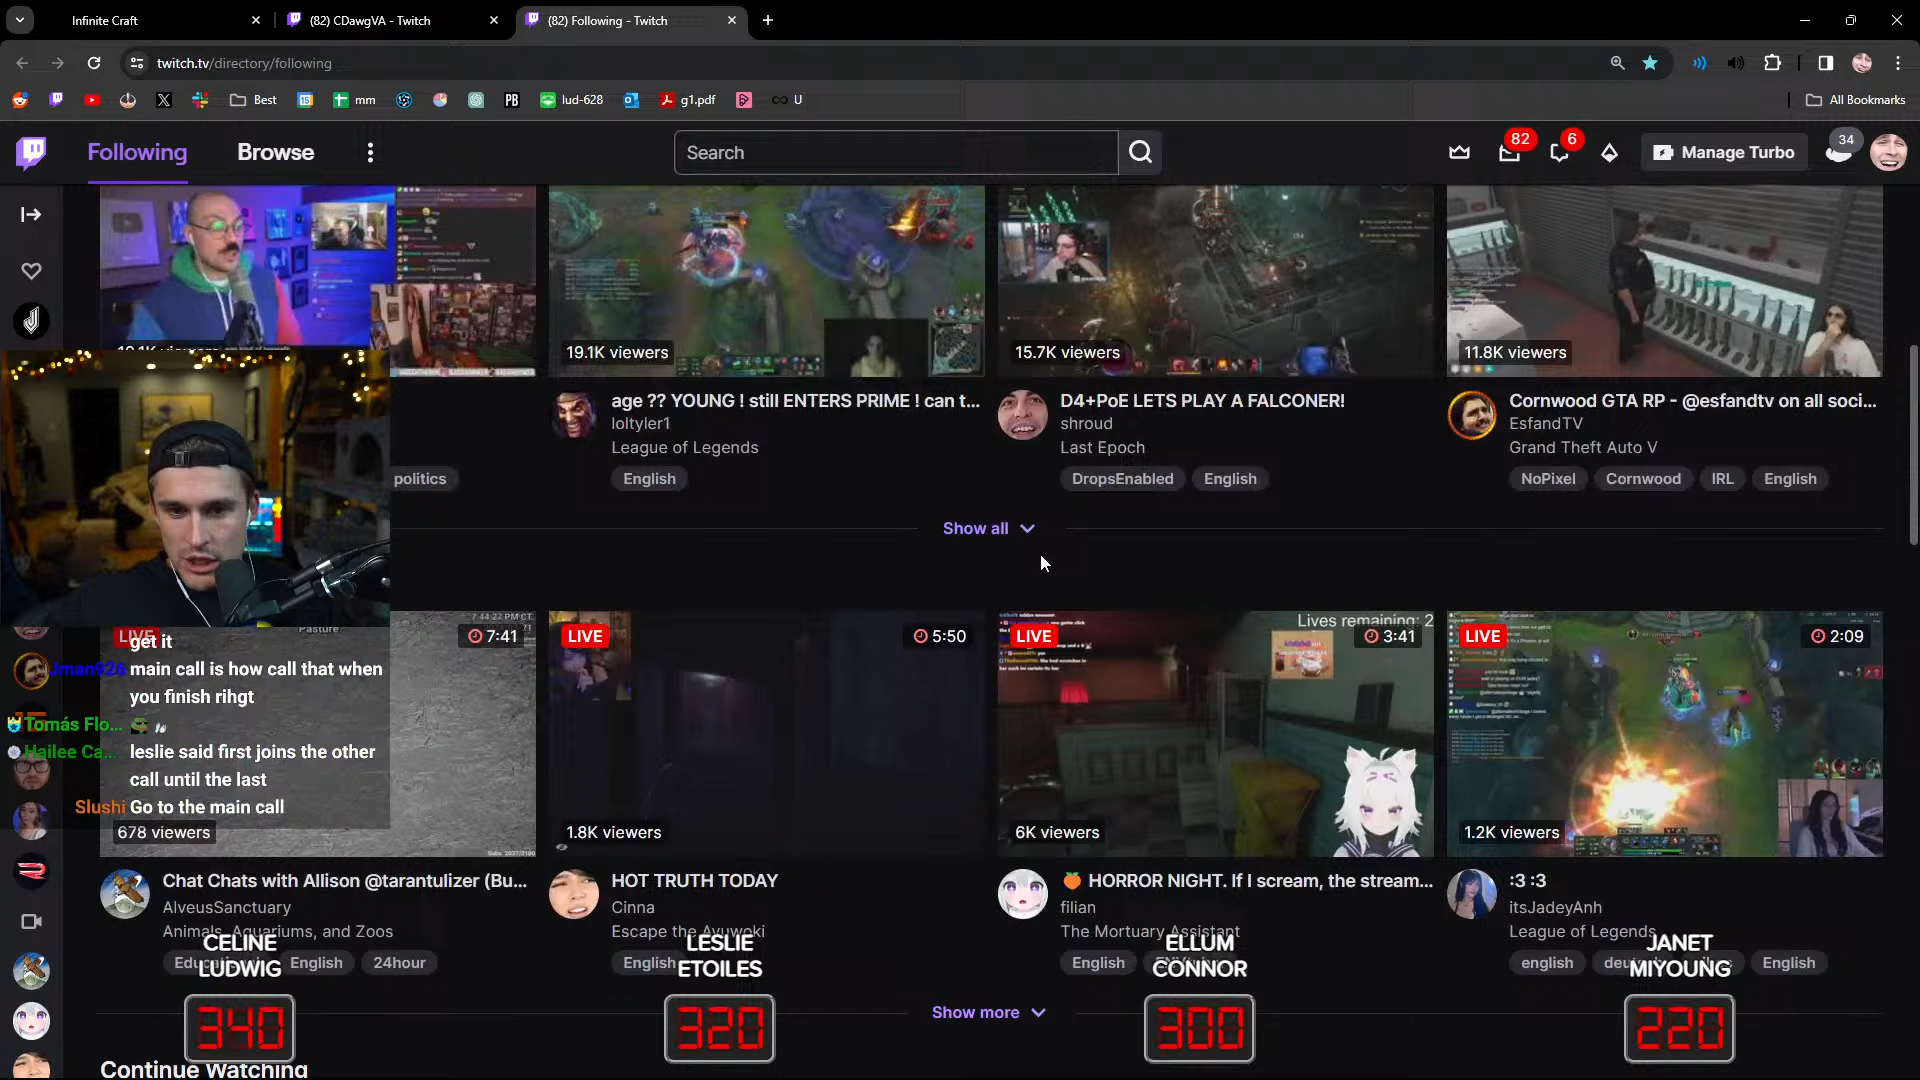 Infinite Craft
(82) CDawgVA - Twitch
(82) Following - Twitch
twitch.tv/directory/following
Best
15
mm
PB
lud-628
g1.pdf
U
All Bookmarks
Following
Browse
Search
82
6
Manage Turbo
34
19.1K viewers
15.7K viewers
11.8K viewers
age ?? YOUNG ! still ENTERS PRIME ! can t...
loltyler1
League of Legends
English
D4+PoE LETS PLAY A FALCONER!
shroud
Last Epoch
DropsEnabled
English
Cornwood GTA RP - @esfandtv on all soci...
EsfandTV
Grand Theft Auto V
NoPixel
Cornwood
IRL
English
politics
Show all
LIVE
7:41
Pasture
LIVE
5:50
LIVE
Lives remaining: 2
3:41
LIVE
2:09
get it
Jman926 main call is how call that when
you finish rihgt
Tomás Flo...
Hailee Ca... leslie said first joins the other
call until the last
Slushi Go to the main call
678 viewers
1.8K viewers
6K viewers
1.2K viewers
Chat Chats with Allison @tarantulizer (Bu...
AlveusSanctuary
Animals, Aquariums, and Zoos
English
24hour
HOT TRUTH TODAY
Cinna
Escape the Ayuwoki
English
HORROR NIGHT. If I scream, the stream...
filian
The Mortuary Assistant
English
:3 :3
itsJadeyAnh
League of Legends
english
English
CELINE
LUDWIG
340
LESLIE
ETOILES
320
ELLUM
CONNOR
300
JANET
MIYOUNG
220
Show more
Continue Watching